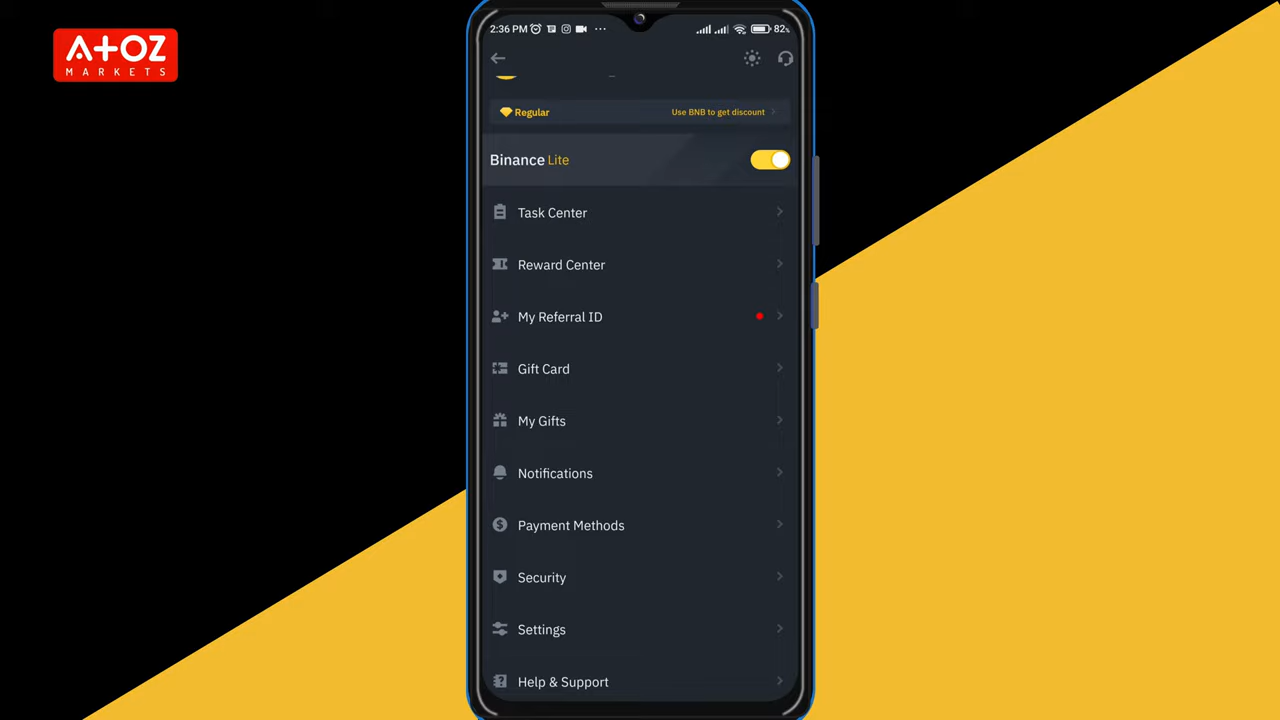 A+OZ
MARKETS
2:36 PM
82%
Regular
Use BNB to get discount
Binance Lite
Task Center
Reward Center
My Referral ID
Gift Card
My Gifts
Notifications
Payment Methods
Security
Settings
Help & Support